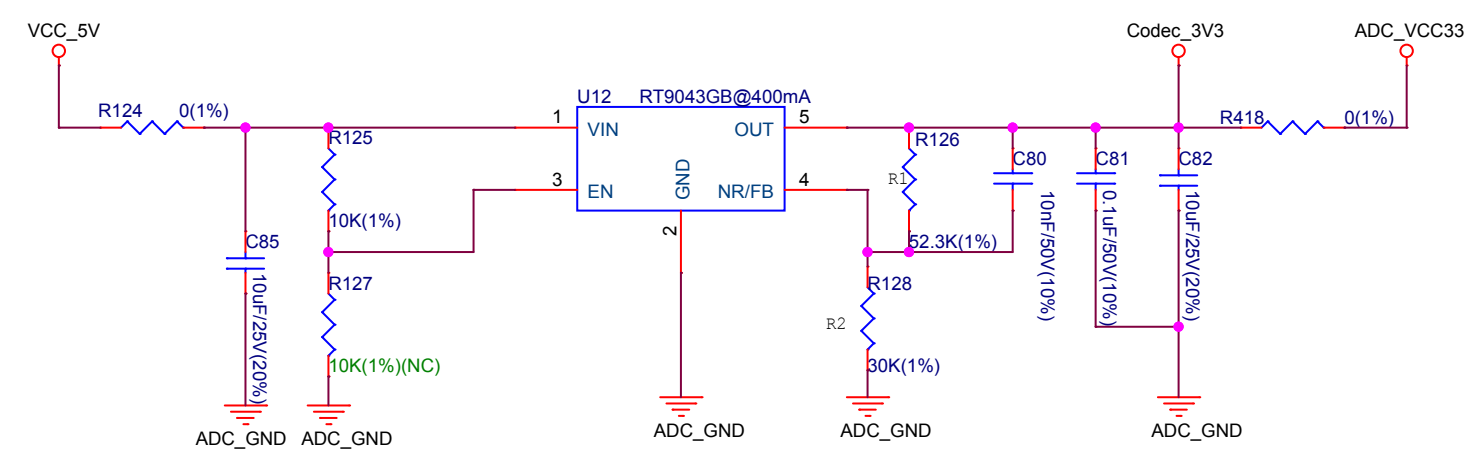 VCC_5V
Codec_3V3
ADC_VCC33
R124
0(1%)
U12
RT9043GB@400mA
R418
0(1%)
1
VIN
OUT
5
R125
R126
C80
C81
C82
3
EN
GND
NR/FB
4
R1
10K(1%)
2
52.3K(1%)
10nF/50V(10%)
0.1uF/50V(10%)
10uF/25V(20%)
C85
10uF/25V(20%)
R127
R128
R2
10K(1%)(NC)
30K(1%)
ADC_GND
ADC_GND
ADC_GND
ADC_GND
ADC_GND